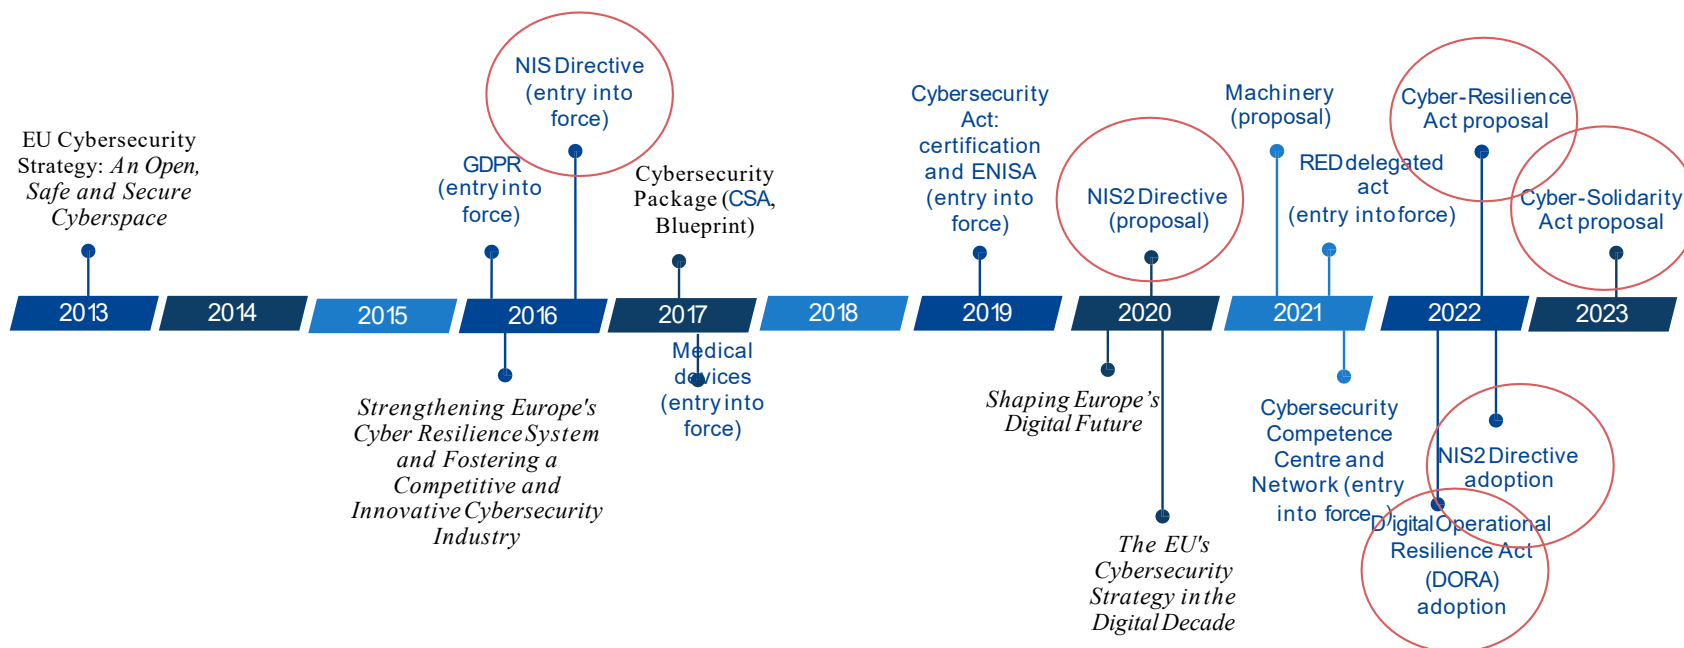 EU Cybersecurity
Strategy: An Open,
Safe and Secure
Cyberspace
GDPR
(entry into
force)
NIS Directive
(entry into
force)
Cybersecurity
Package (CSA,
Blueprint)
Cybersecurity
Act:
certification
and ENISA
(entry into
force)
NIS2 Directive
(proposal)
Machinery
(proposal)
RED delegated
act
(entry into force)
Cyber-Resilience
Act proposal
Cyber-Solidarity
Act proposal
2013
2014
2015
2016
2017
2018
2019
2020
2021
2022
2023
Strengthening Europe's
Cyber Resilience System
and Fostering a
Competitive and
Innovative Cybersecurity
Industry
Medical
devices
(entry into
force)
Shaping Europe’s
Digital Future
The EU's
Cybersecurity
Strategy in the
Digital Decade
Cybersecurity
Competence
Centre and
Network (entry
into force)
NIS2 Directive
adoption
Digital Operational
Resilience Act
(DORA)
adoption